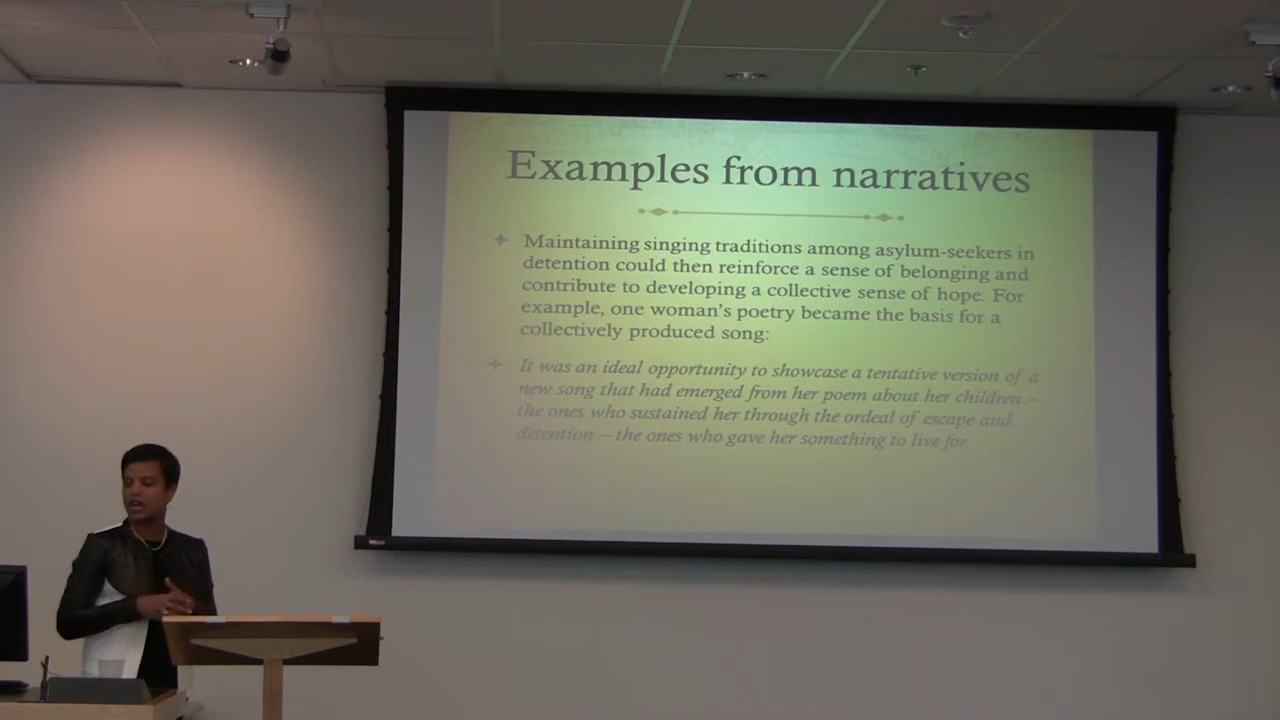 Examples from narratives
Maintaining singing traditions among asylum-seekers in
detention could then reinforce a sense of belonging and
contribute to developing a collective sense of hope. For
example, one woman's poetry became the basis for a
collectively produced song:
It was an ideal opportunity to showcase a tentative version of a
new song that had emerged from her poem about her children –
the ones who sustained her through the ordeal of escape and
detention – the ones who gave her something to live for.